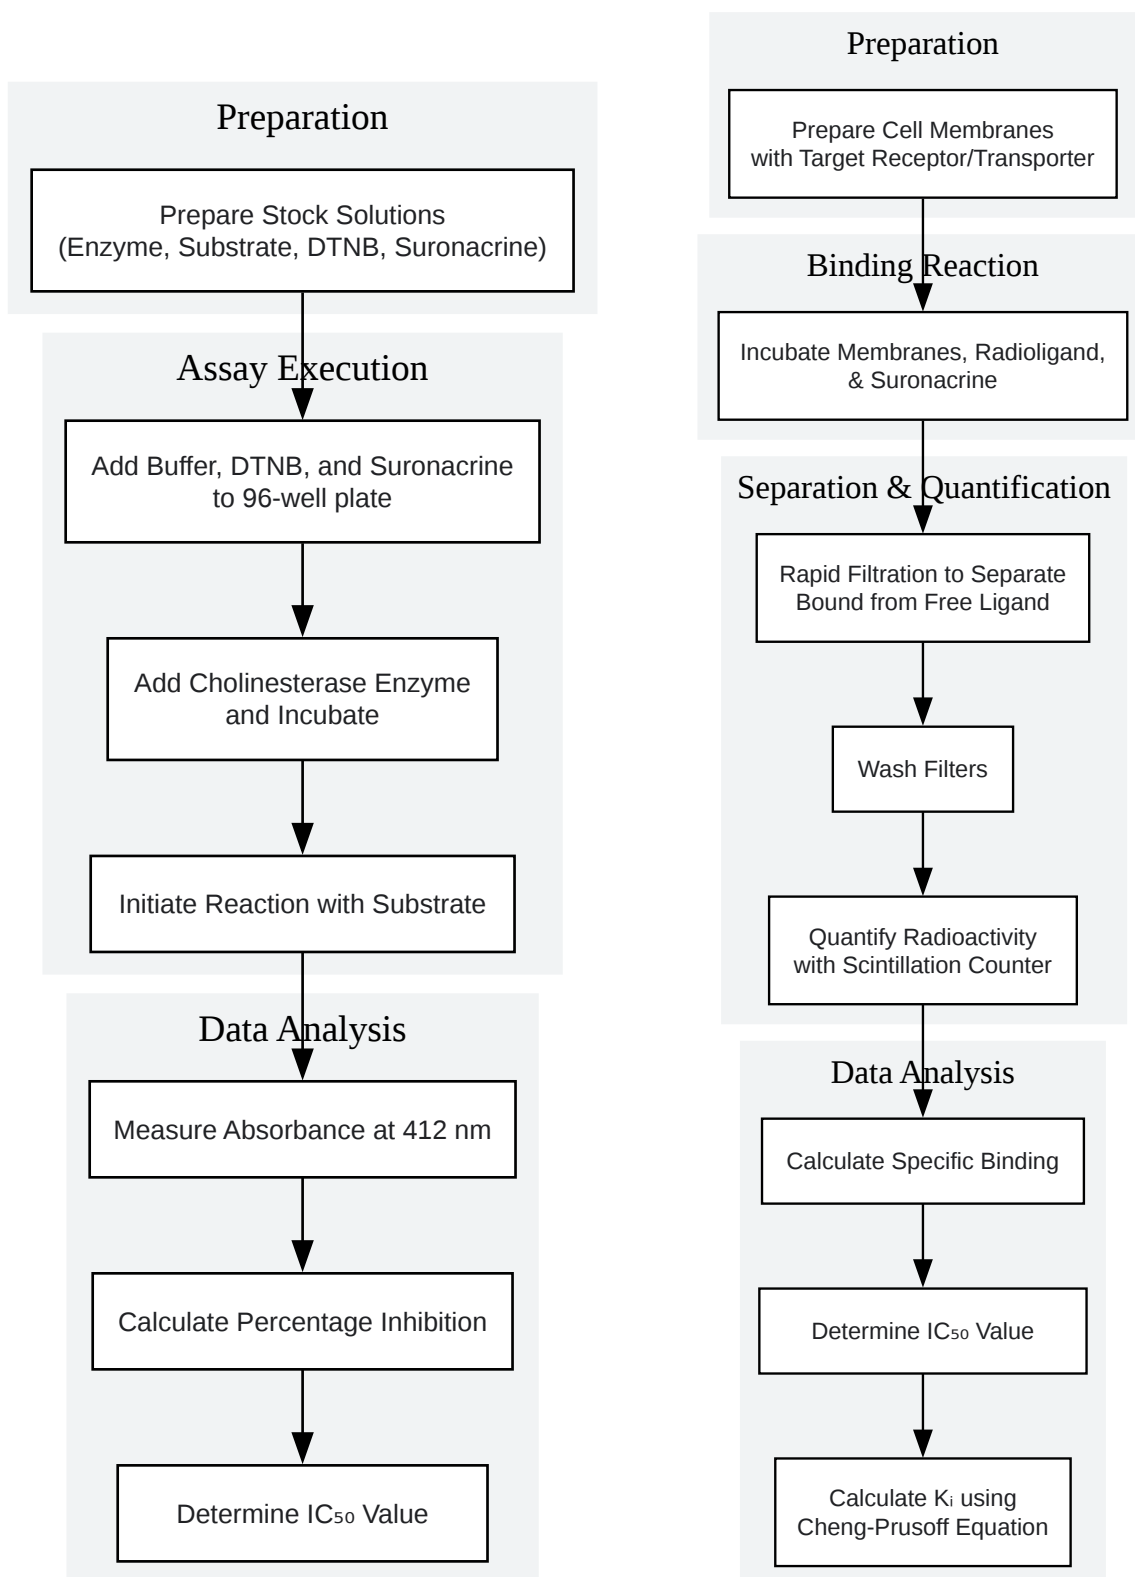 Preparation
Prepare Stock Solutions
(Enzyme, Substrate, DTNB, Suronacrine)
Assay Execution
Add Buffer, DTNB, and Suronacrine
to 96-well plate
Add Cholinesterase Enzyme
and Incubate
Initiate Reaction with Substrate
Data Analysis
Measure Absorbance at 412 nm
Calculate Percentage Inhibition
Determine IC₅₀ Value
Preparation
Prepare Cell Membranes
with Target Receptor/Transporter
Binding Reaction
Incubate Membranes, Radioligand,
& Suronacrine
Separation & Quantification
Rapid Filtration to Separate
Bound from Free Ligand
Wash Filters
Quantify Radioactivity
with Scintillation Counter
Data Analysis
Calculate Specific Binding
Determine IC₅₀ Value
Calculate Kᵢ using
Cheng-Prusoff Equation